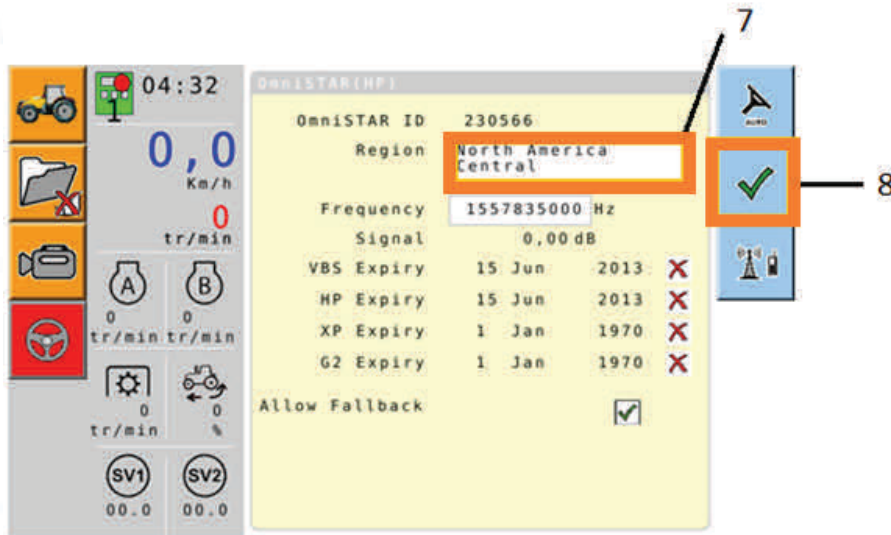 7
8
1
04:32
0,0
Km/h
0
tr/min
A
B
0
0
tr/min
tr/min
0
0
tr/min
%
SV1
SV2
00.0
00.0
OmniSTAR(HP)
OmniSTAR ID 230566
Region North America
Central
Frequency 1557835000 Hz
Signal 0,00 dB
VBS Expiry 15 Jun 2013
HP Expiry 15 Jun 2013
XP Expiry 1 Jan 1970
G2 Expiry 1 Jan 1970
Allow Fallback
AUTO